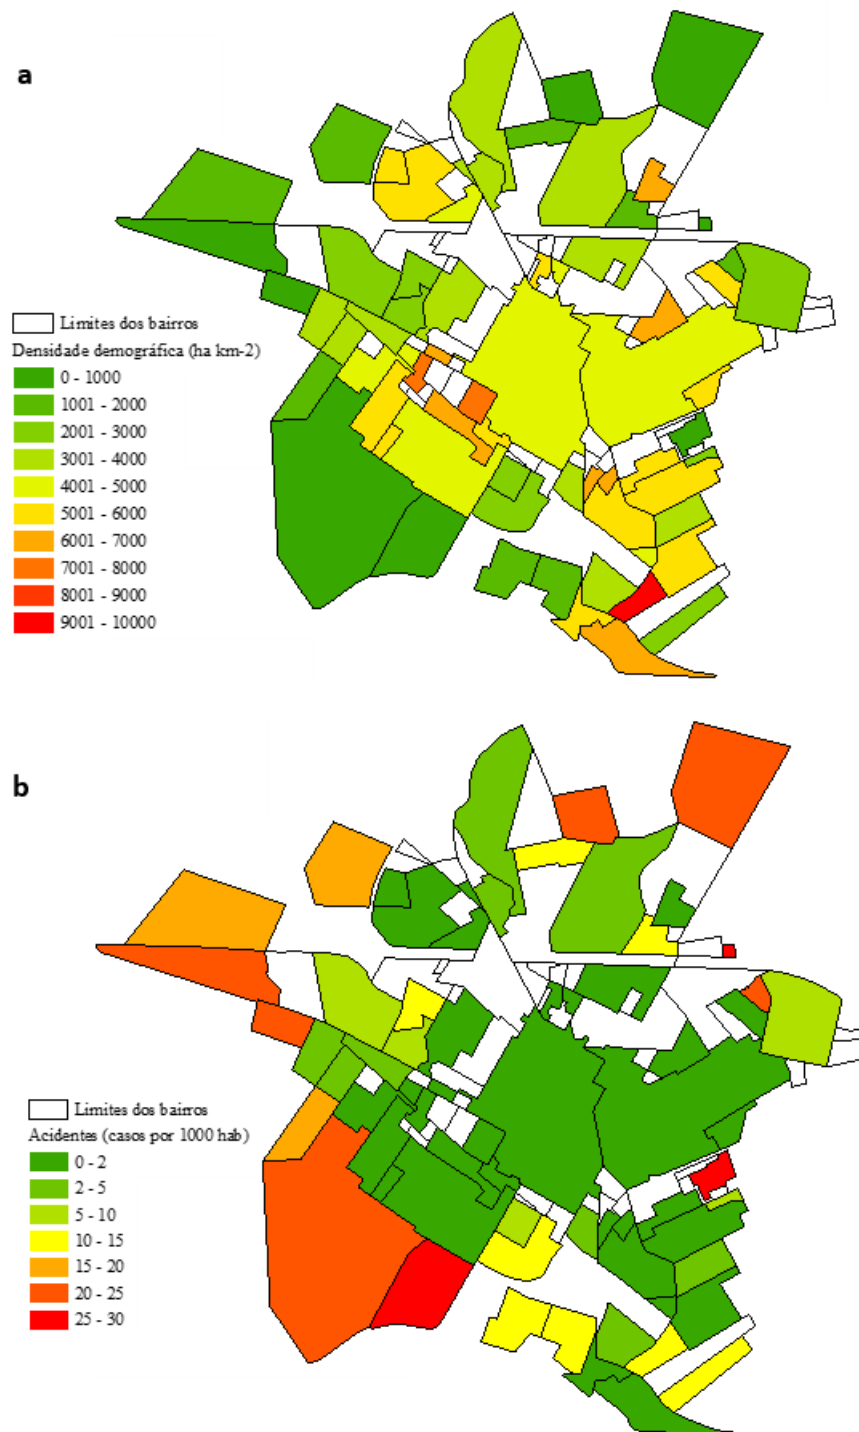 a
Limites dos bairros
Densidade demográfica (ha km-2)
0 - 1000
1001 - 2000
2001 - 3000
3001 - 4000
4001 - 5000
5001 - 6000
6001 - 7000
7001 - 8000
8001 - 9000
9001 - 10000
b
Limites dos bairros
Acidentes (casos por 1000 hab)
0 - 2
2 - 5
5 - 10
10 - 15
15 - 20
20 - 25
25 - 30